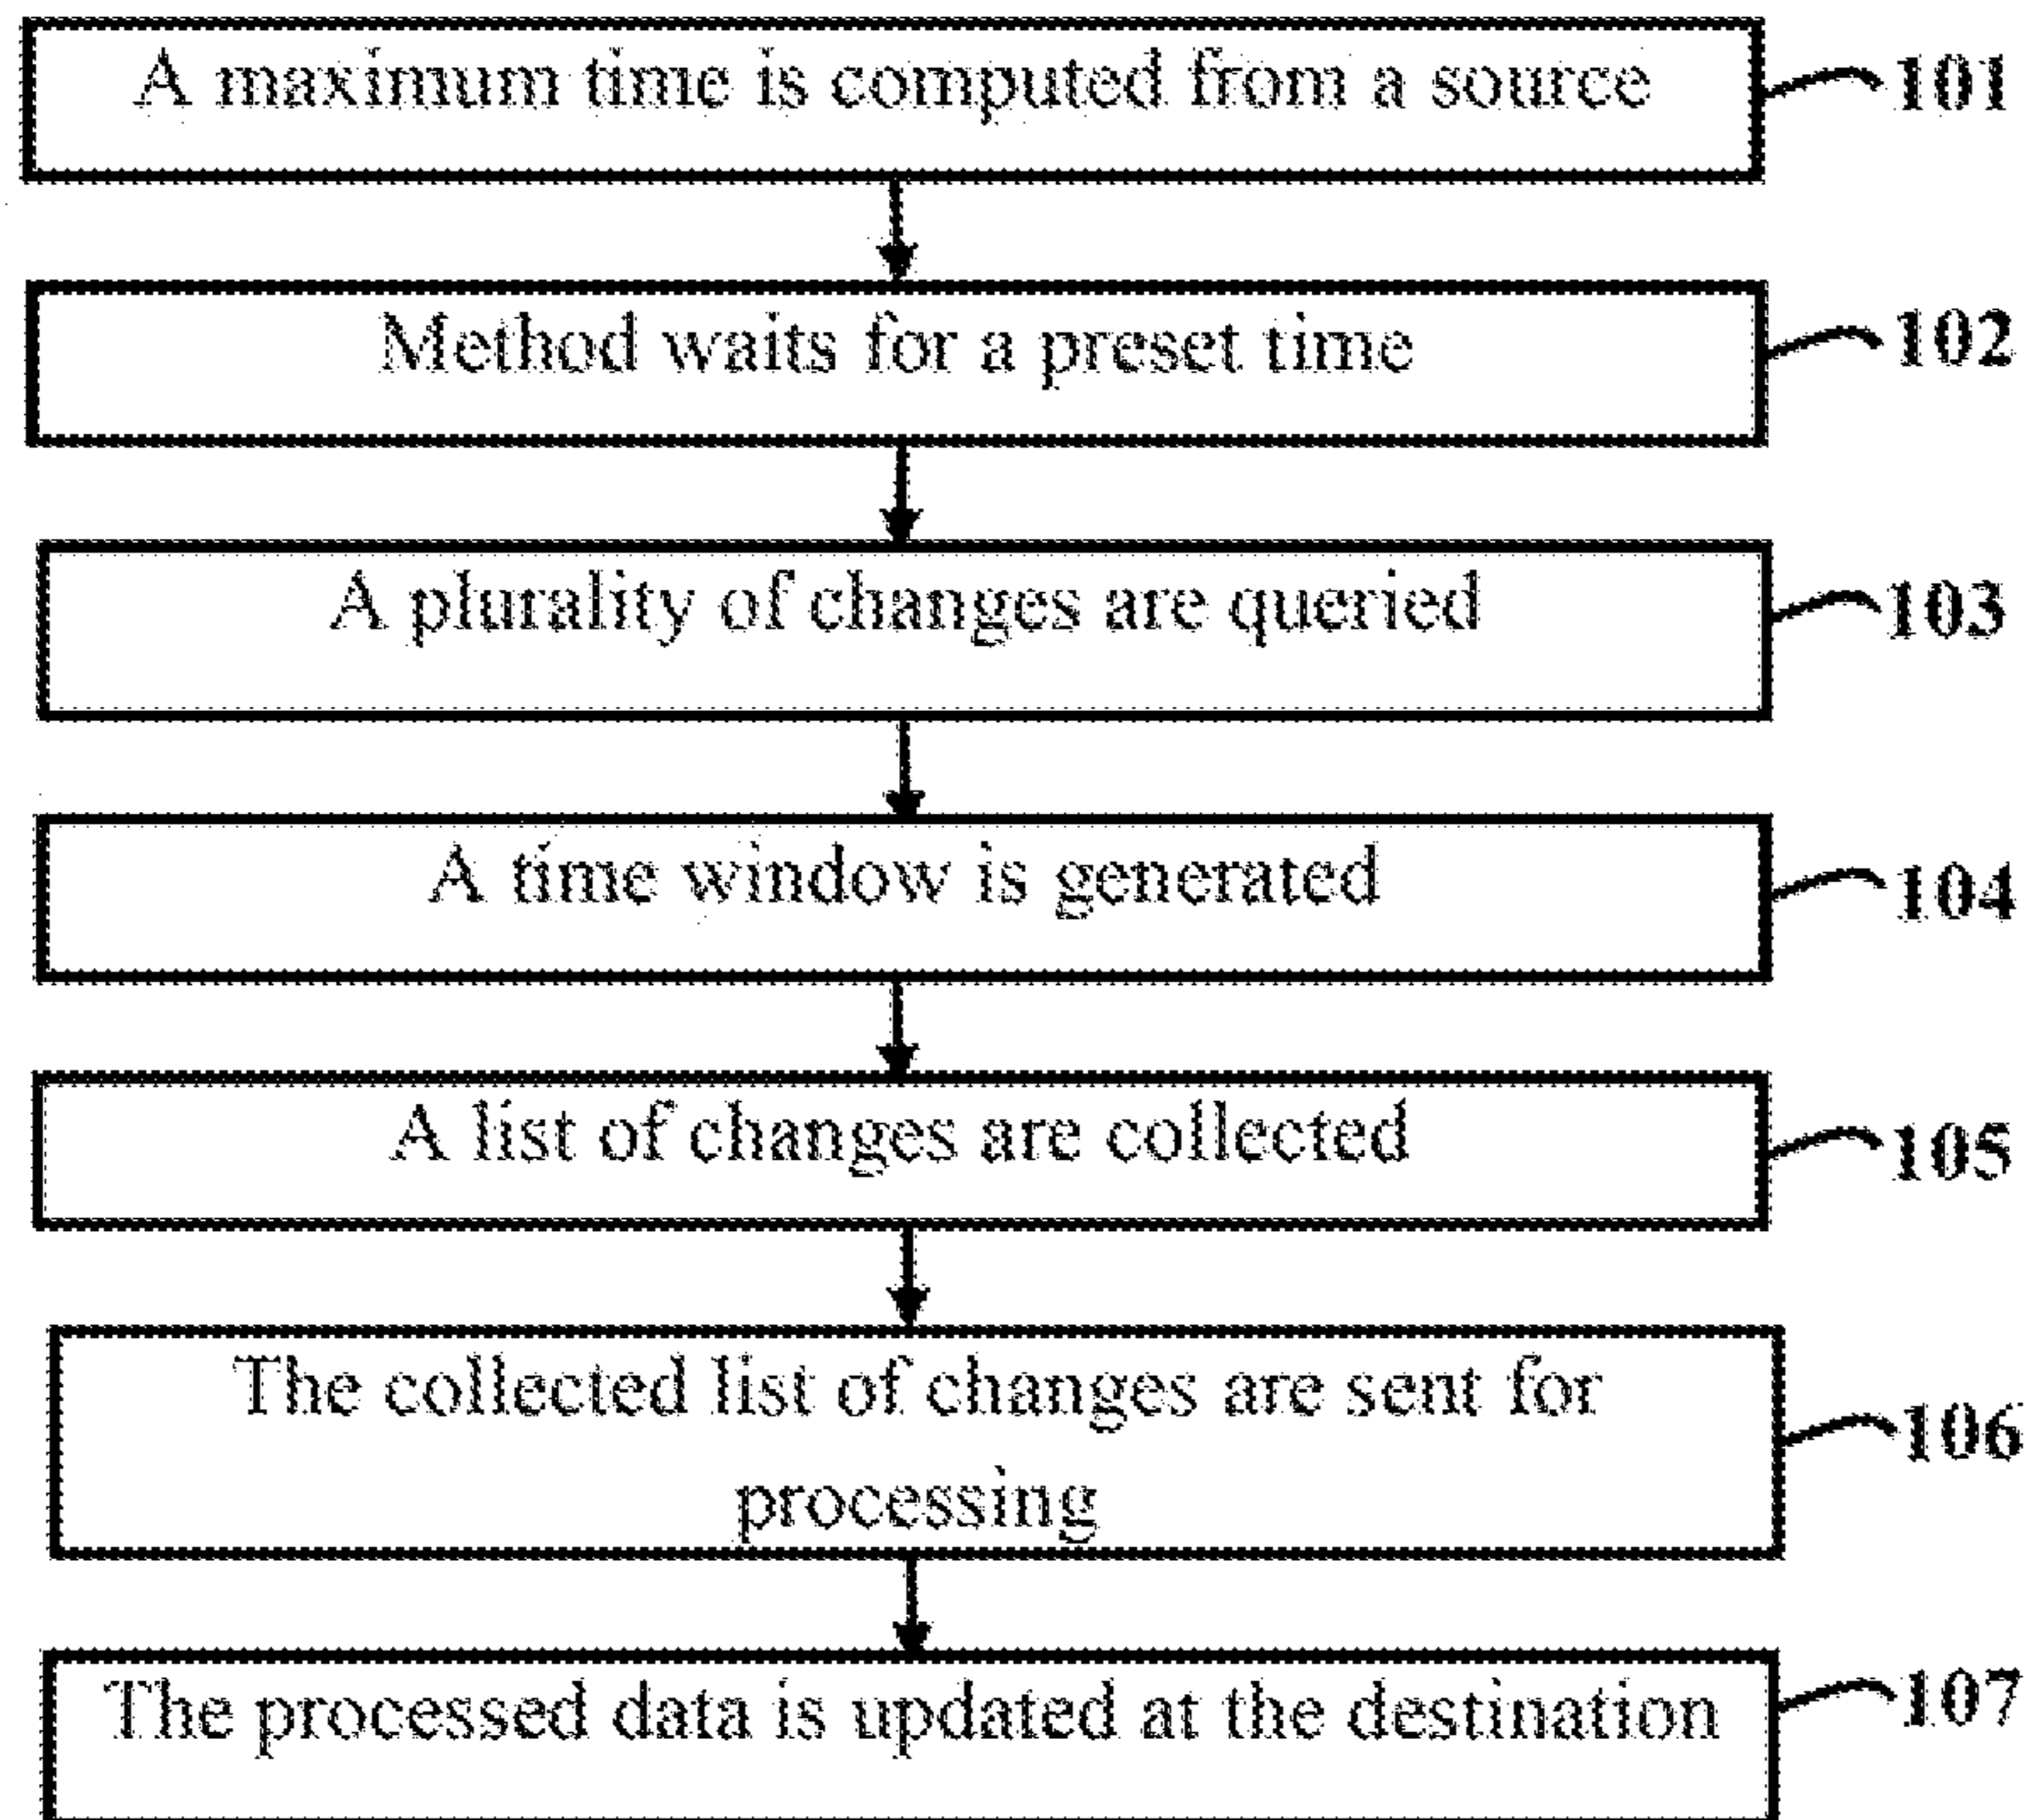 A maximum time is computed from a source
101
Method waits for a preset time
102
A plurality of changes are queried
103
A time window is generated
104
A list of changes are collected
105
The collected list of changes are sent for
processing
106
The processed data is updated at the destination
107